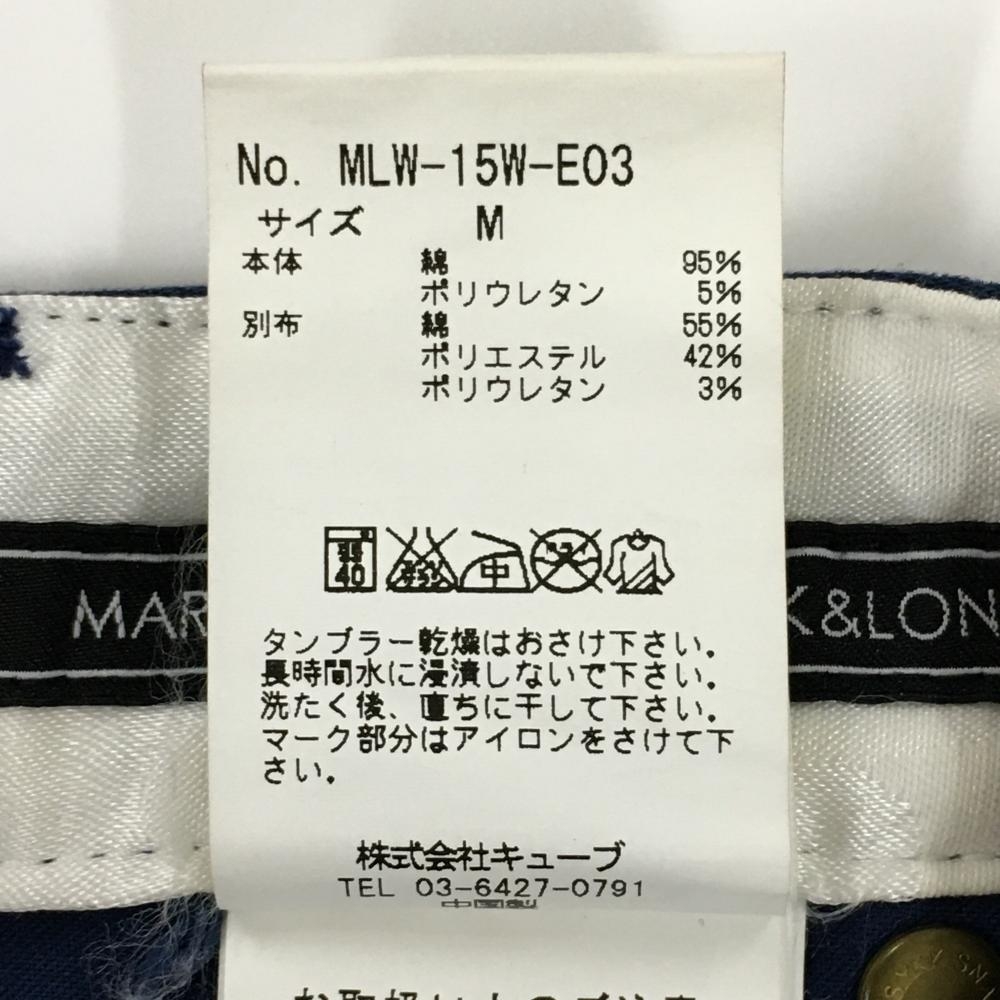 No. MLW-15W-E03
サイズ M
本体 綿 95%
ポリウレタン 5%
別布 綿 55%
ポリエステル 42%
ポリウレタン 3%
40
中
MAR K&LON
タンブラー乾燥はおさけ下さい。
長時間水に浸漬しないで下さい。
洗たく後、直ちに干して下さい。
マーク部分はアイロンをさけて下
さい。
株式会社キューブ
TEL 03-6427-0791
中国製